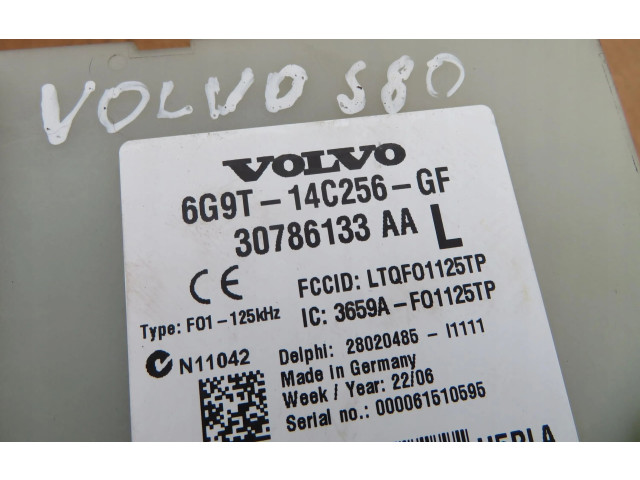 VOLVO S80
VOLVO
6G9T-14C256-GF
30786133 AA L
CE
FCCID: LTQFO1125TP
Type: FO1-125kHz
IC: 3659A-FO1125TP
N11042
Delphi: 28020485 - I1111
Made in Germany
Week / Year: 22/06
Serial no.: 000061510595